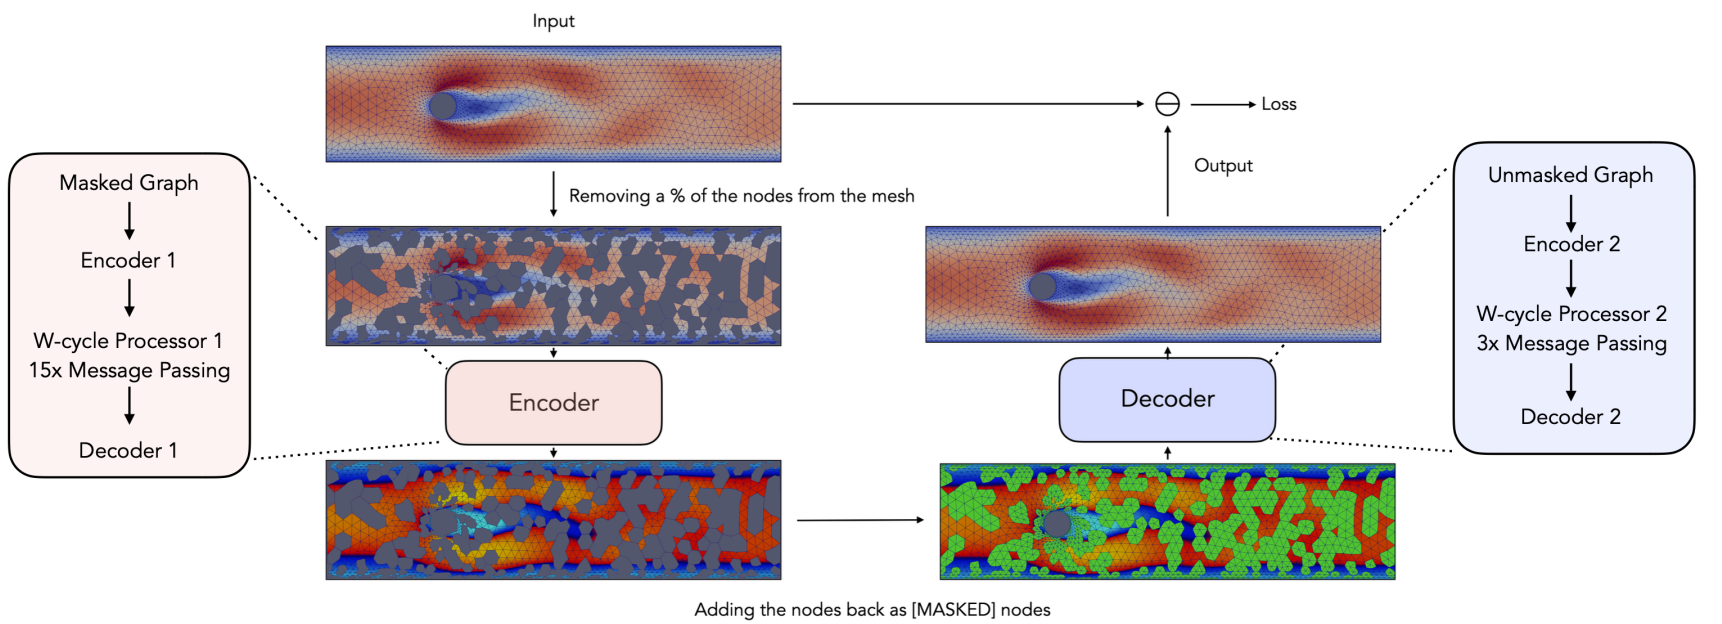 Input
Loss
Removing a % of the nodes from the mesh
Output
Masked Graph
Encoder 1
W-cycle Processor 1
15x Message Passing
Decoder 1
Encoder
Decoder
Unmasked Graph
Encoder 2
W-cycle Processor 2
3x Message Passing
Decoder 2
Adding the nodes back as [MASKED] nodes